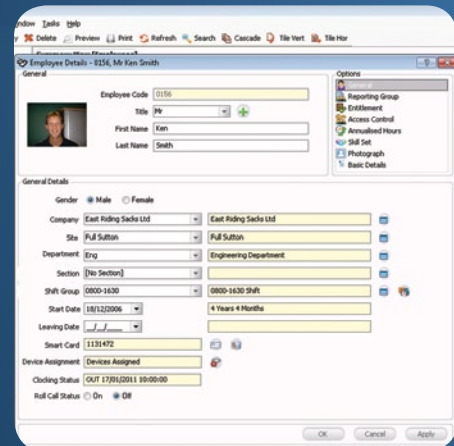 ndow Tasks Help
Delete Preview Print Refresh Search Cascade Tile Vert Tile Hor
Employee Details - 0156, Mr Ken Smith
General
Options
Employee Code 0156
General
Reporting Group
Title Mr
Entitlement
Access Control
First Name Ken
Annualised Hours
Skill Set
Last Name Smith
Photograph
Basic Details
General Details
Gender Male Female
Company East Riding Sacks Ltd East Riding Sacks Ltd
Site Full Sutton Full Sutton
Department Eng Engineering Department
Section [No Section]
Shift Group 0800-1630 0800-1630 Shift
Start Date 18/12/2006 4 Years 4 Months
Leaving Date __/__/____
Smart Card 1131472
Device Assignment Devices Assigned
Clocking Status OUT 17/01/2011 10:00:00
Roll Call Status On Off
OK Cancel Apply